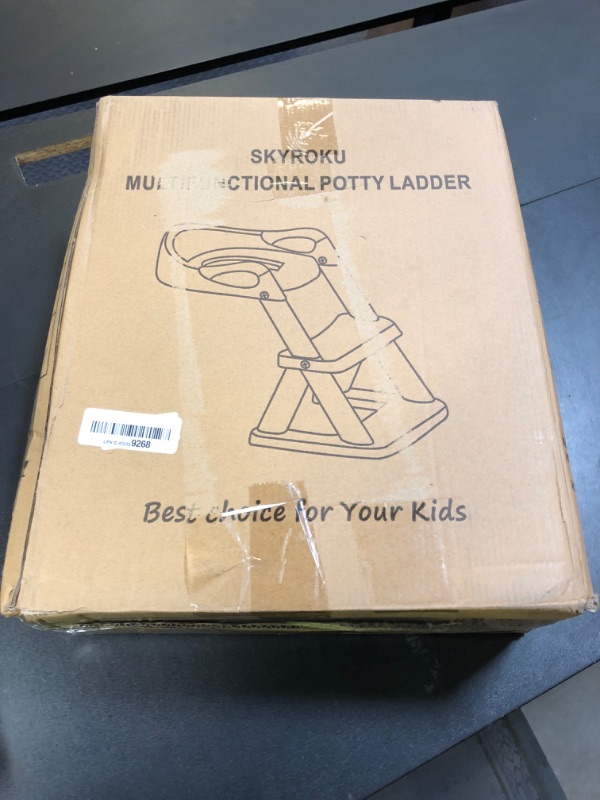 SKYROKU
MULTIFUNCTIONAL POTTY LADDER
9268
Best choice for Your Kids